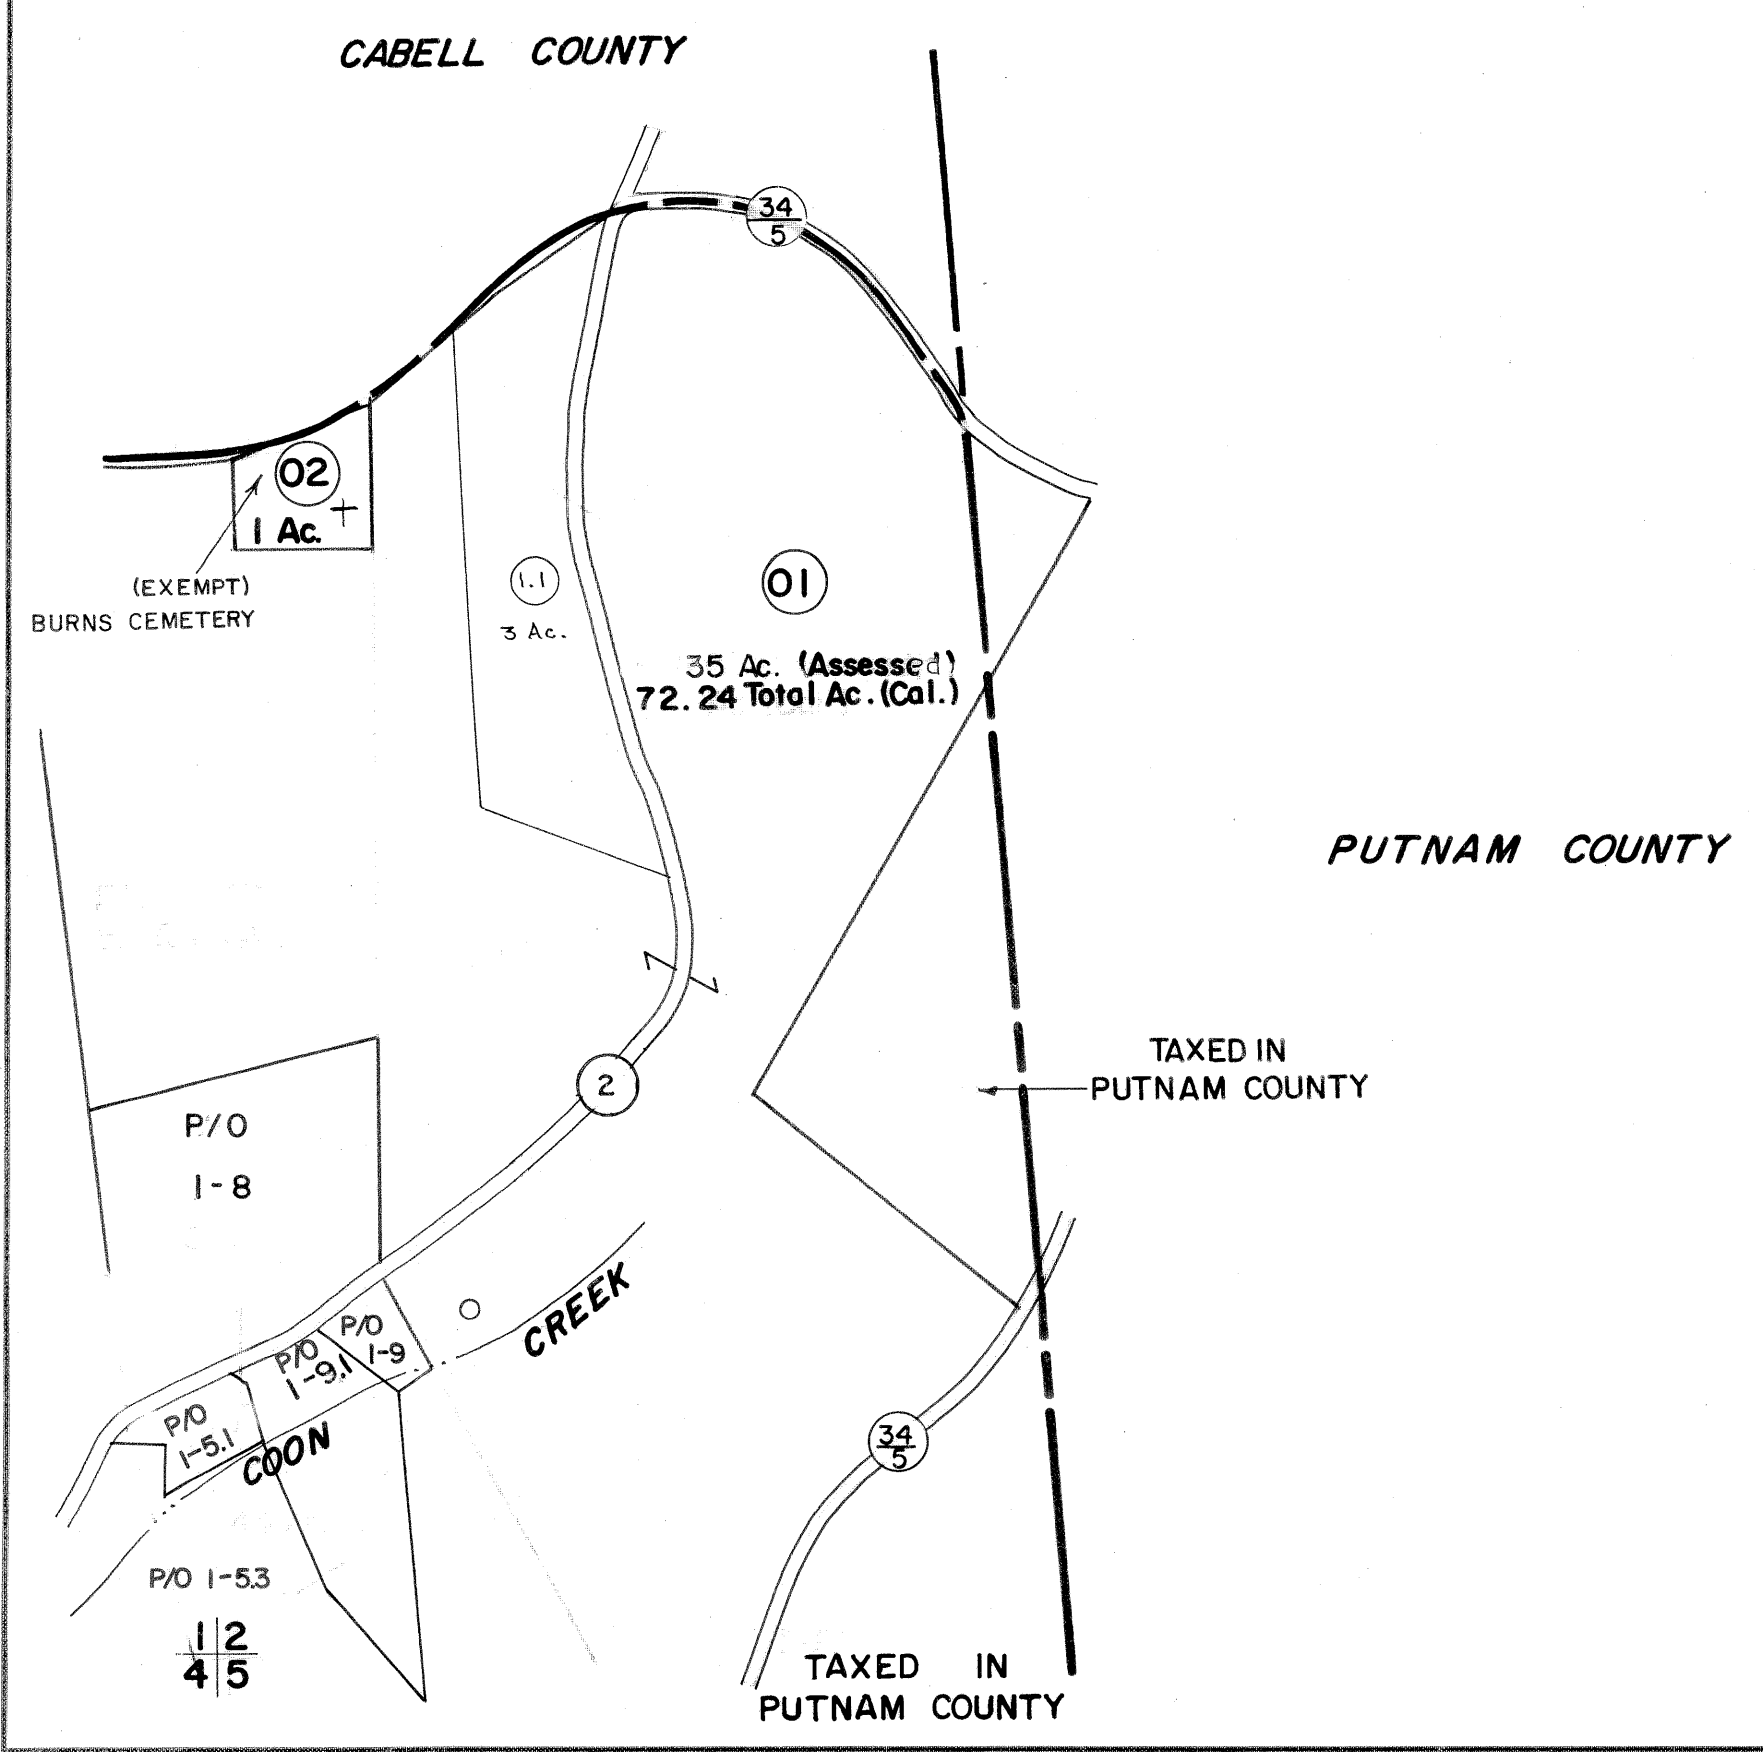 CABELL COUNTY
34
5
02
1 Ac.
(EXEMPT)
BURNS CEMETERY
1.1
3 Ac.
01
35 Ac. (Assessed)
72.24 Total Ac. (Cal.)
PUTNAM COUNTY
TAXED IN
PUTNAM COUNTY
2
P/O
1-8
CREEK
P/O
1-9
P/O
1-9.1
P/O
1-5.1
COON
34
5
P/O 1-5.3
1 2
4 5
TAXED IN
PUTNAM COUNTY